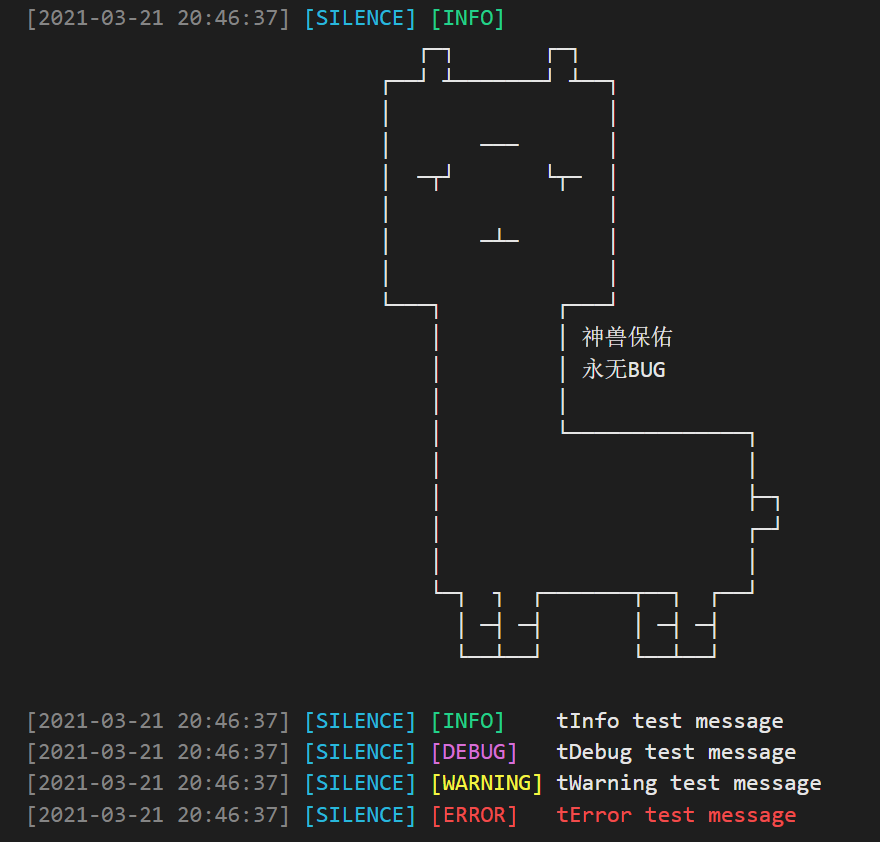 [2021-03-21 20:46:37] [SILENCE] [INFO]
神兽保佑
永无BUG
[2021-03-21 20:46:37] [SILENCE] [INFO] tInfo test message
[2021-03-21 20:46:37] [SILENCE] [DEBUG] tDebug test message
[2021-03-21 20:46:37] [SILENCE] [WARNING] tWarning test message
[2021-03-21 20:46:37] [SILENCE] [ERROR] tError test message